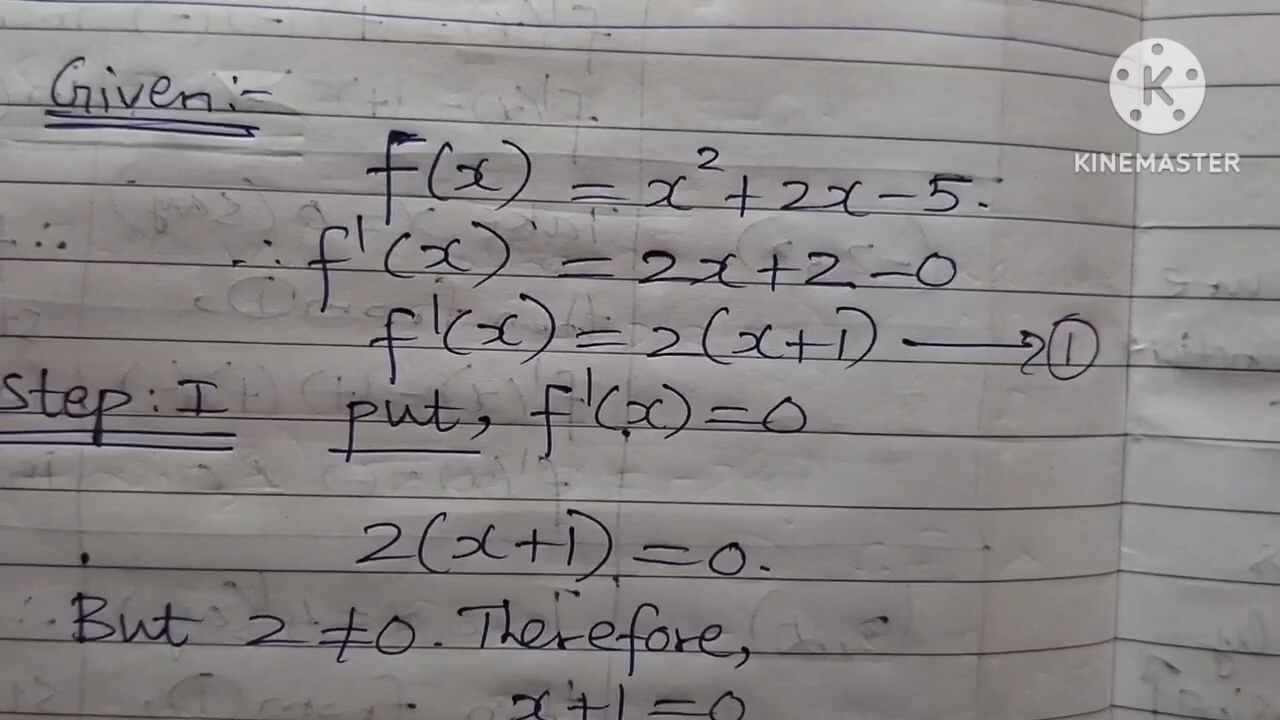 Given:-
f(x) = x² + 2x - 5.
∴ ∴ f'(x) = 2x + 2 - 0
f'(x) = 2(x+1) → ①
Step: I put, f'(x) = 0
2(x+1) = 0.
But 2 ≠ 0. Therefore,
x+1 = 0
K
KINEMASTER